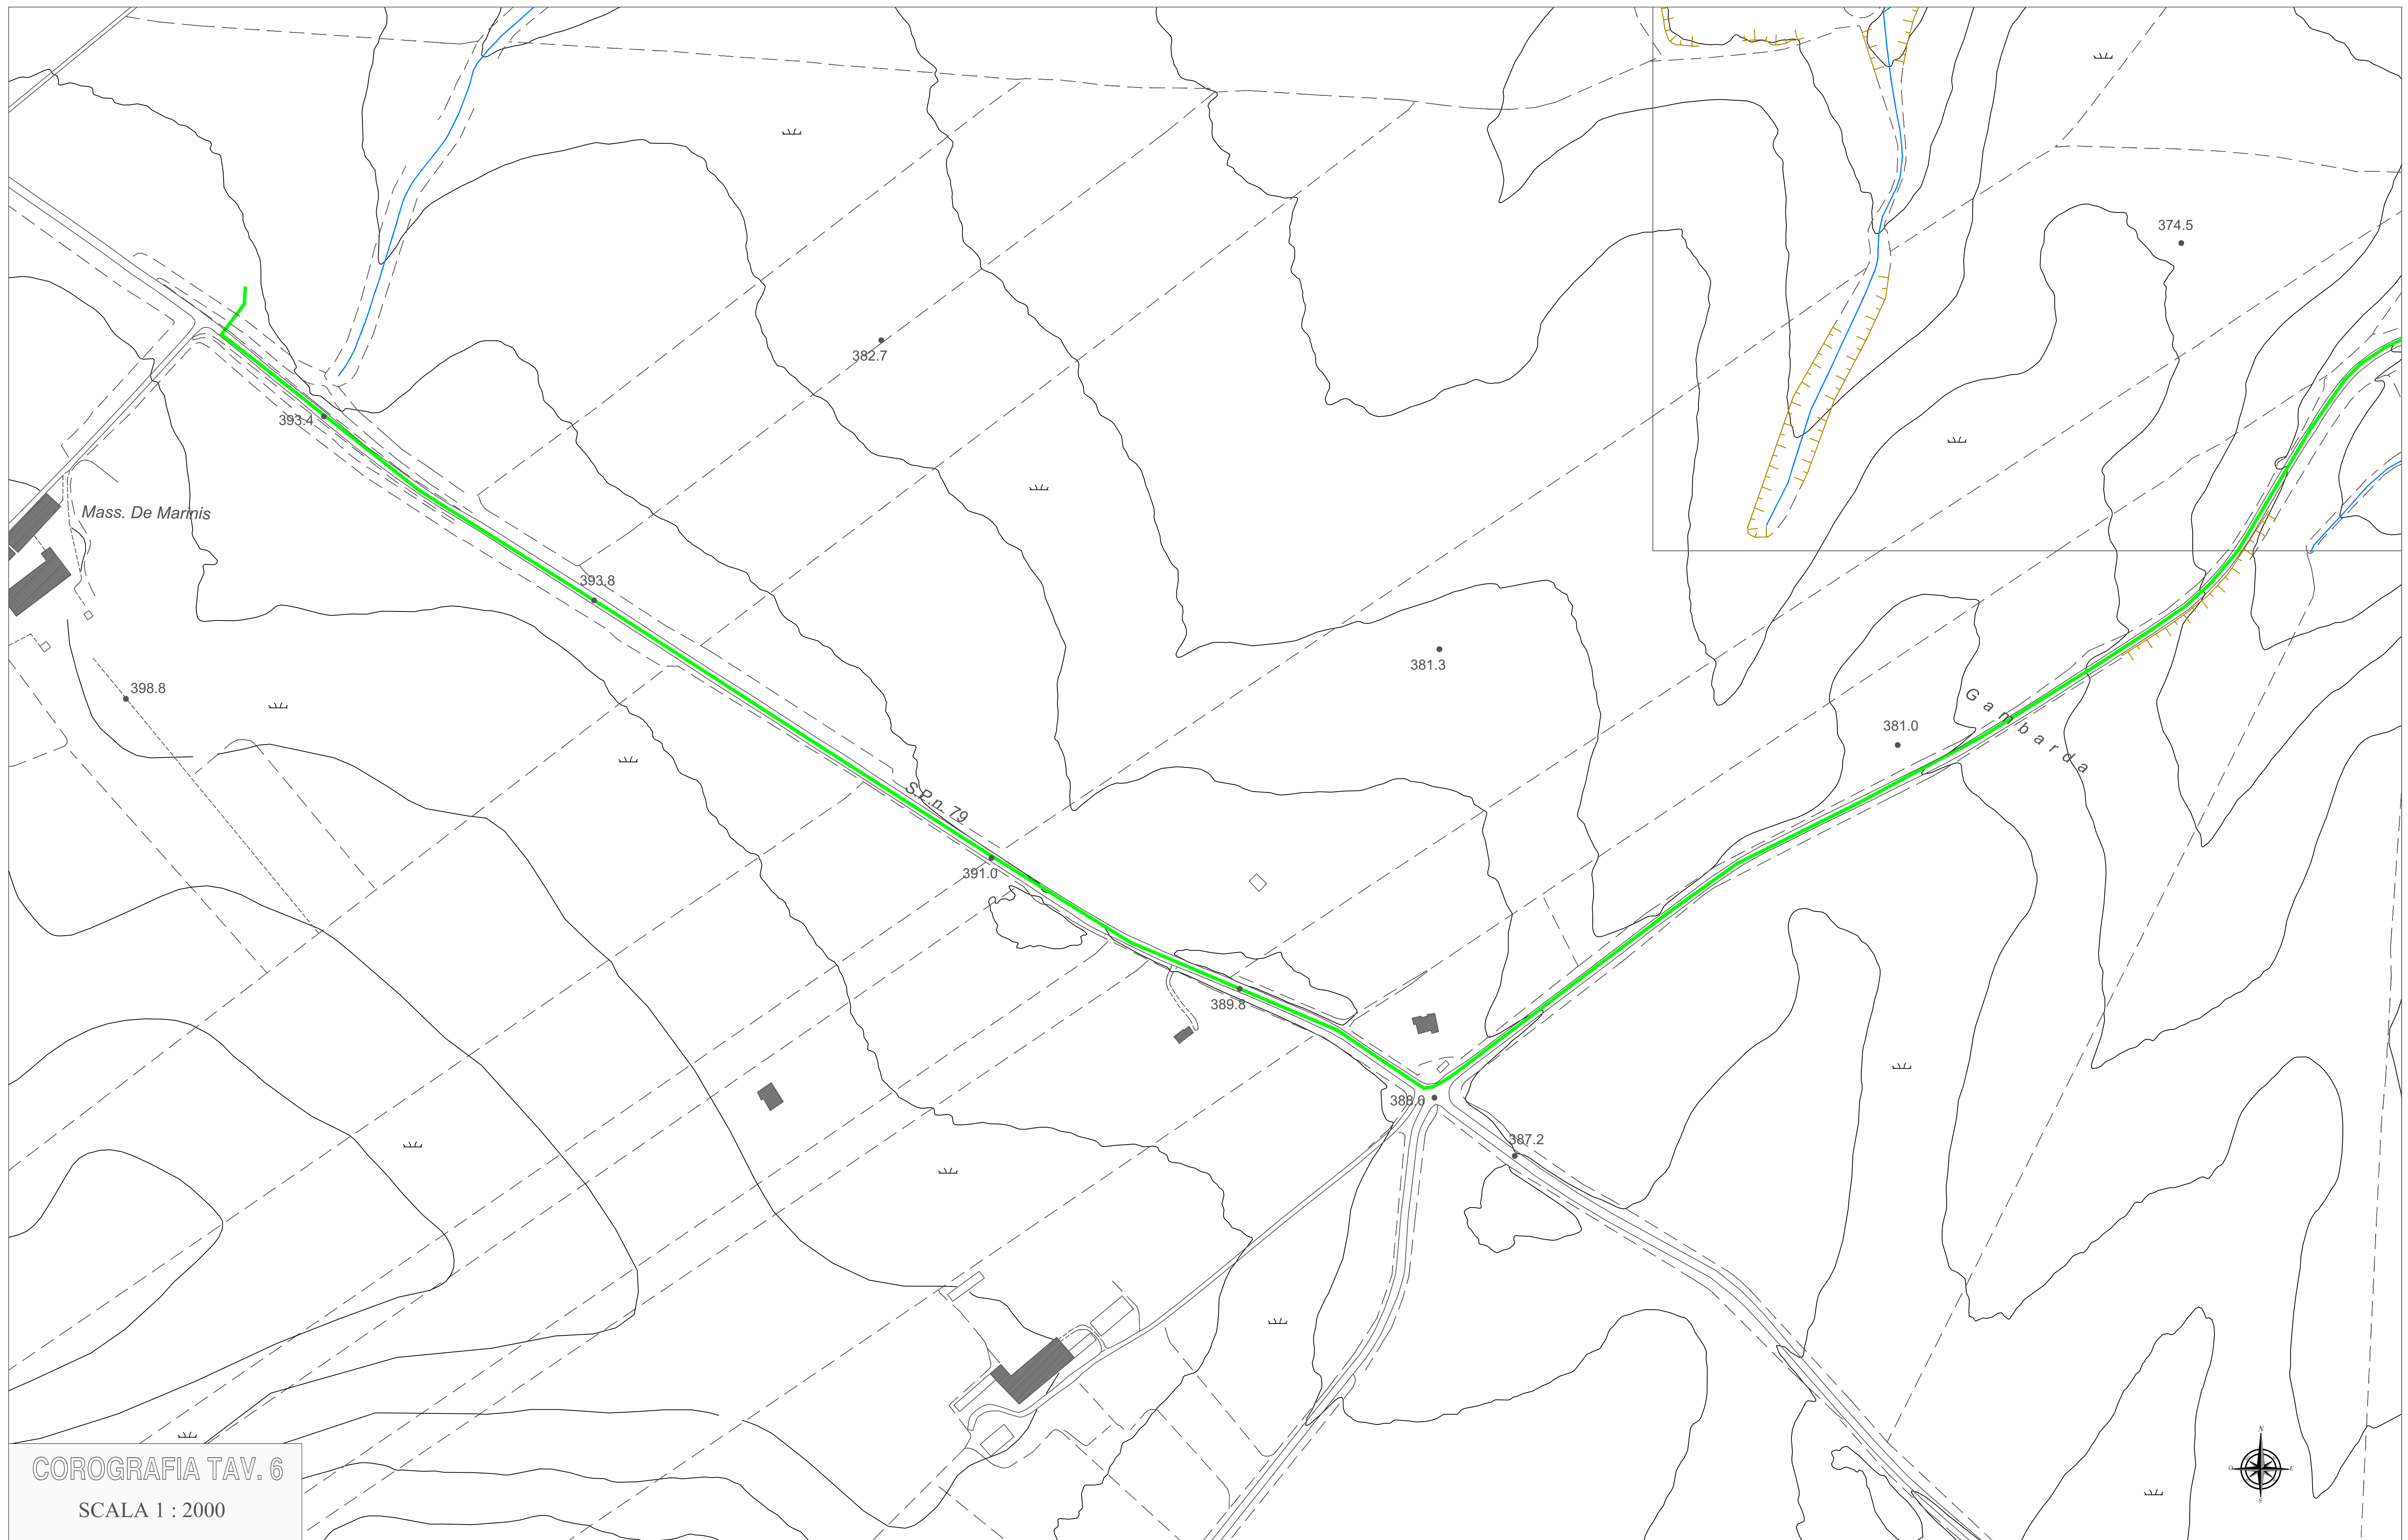 374.5
382.7
393.4
Mass. De Marinis
393.8
381.3
398.8
Gambarda
381.0
S.P.n. 79
391.0
389.8
388.0
387.2
N
O
E
S
COROGRAFIA TAV. 6
SCALA 1 : 2000